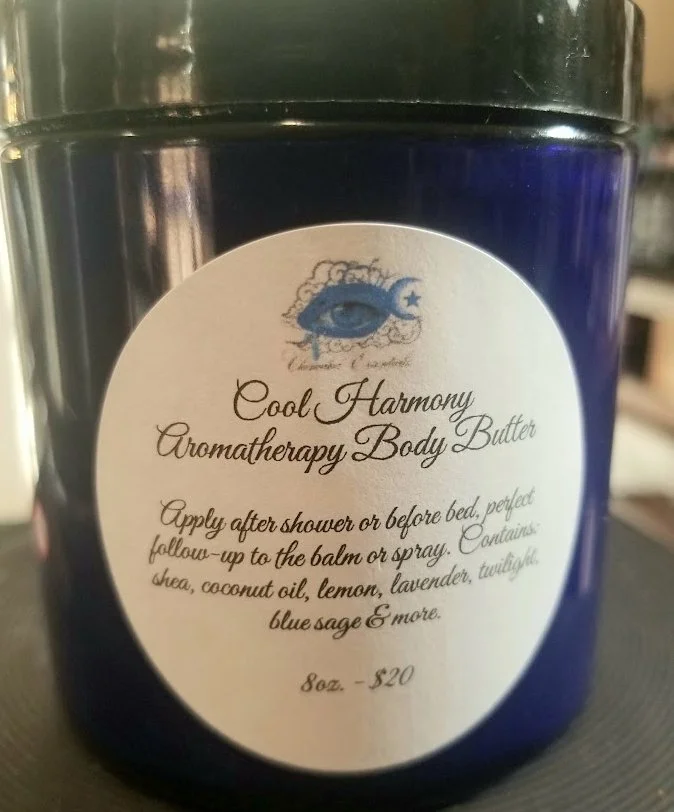 Essentials
Cool Harmony
Aromatherapy Body Butter
Apply after shower or before bed, perfect
follow-up to the balm or spray. Contains:
shea, coconut oil, lemon, lavender, twilight,
blue sage & more.
8oz. - $20